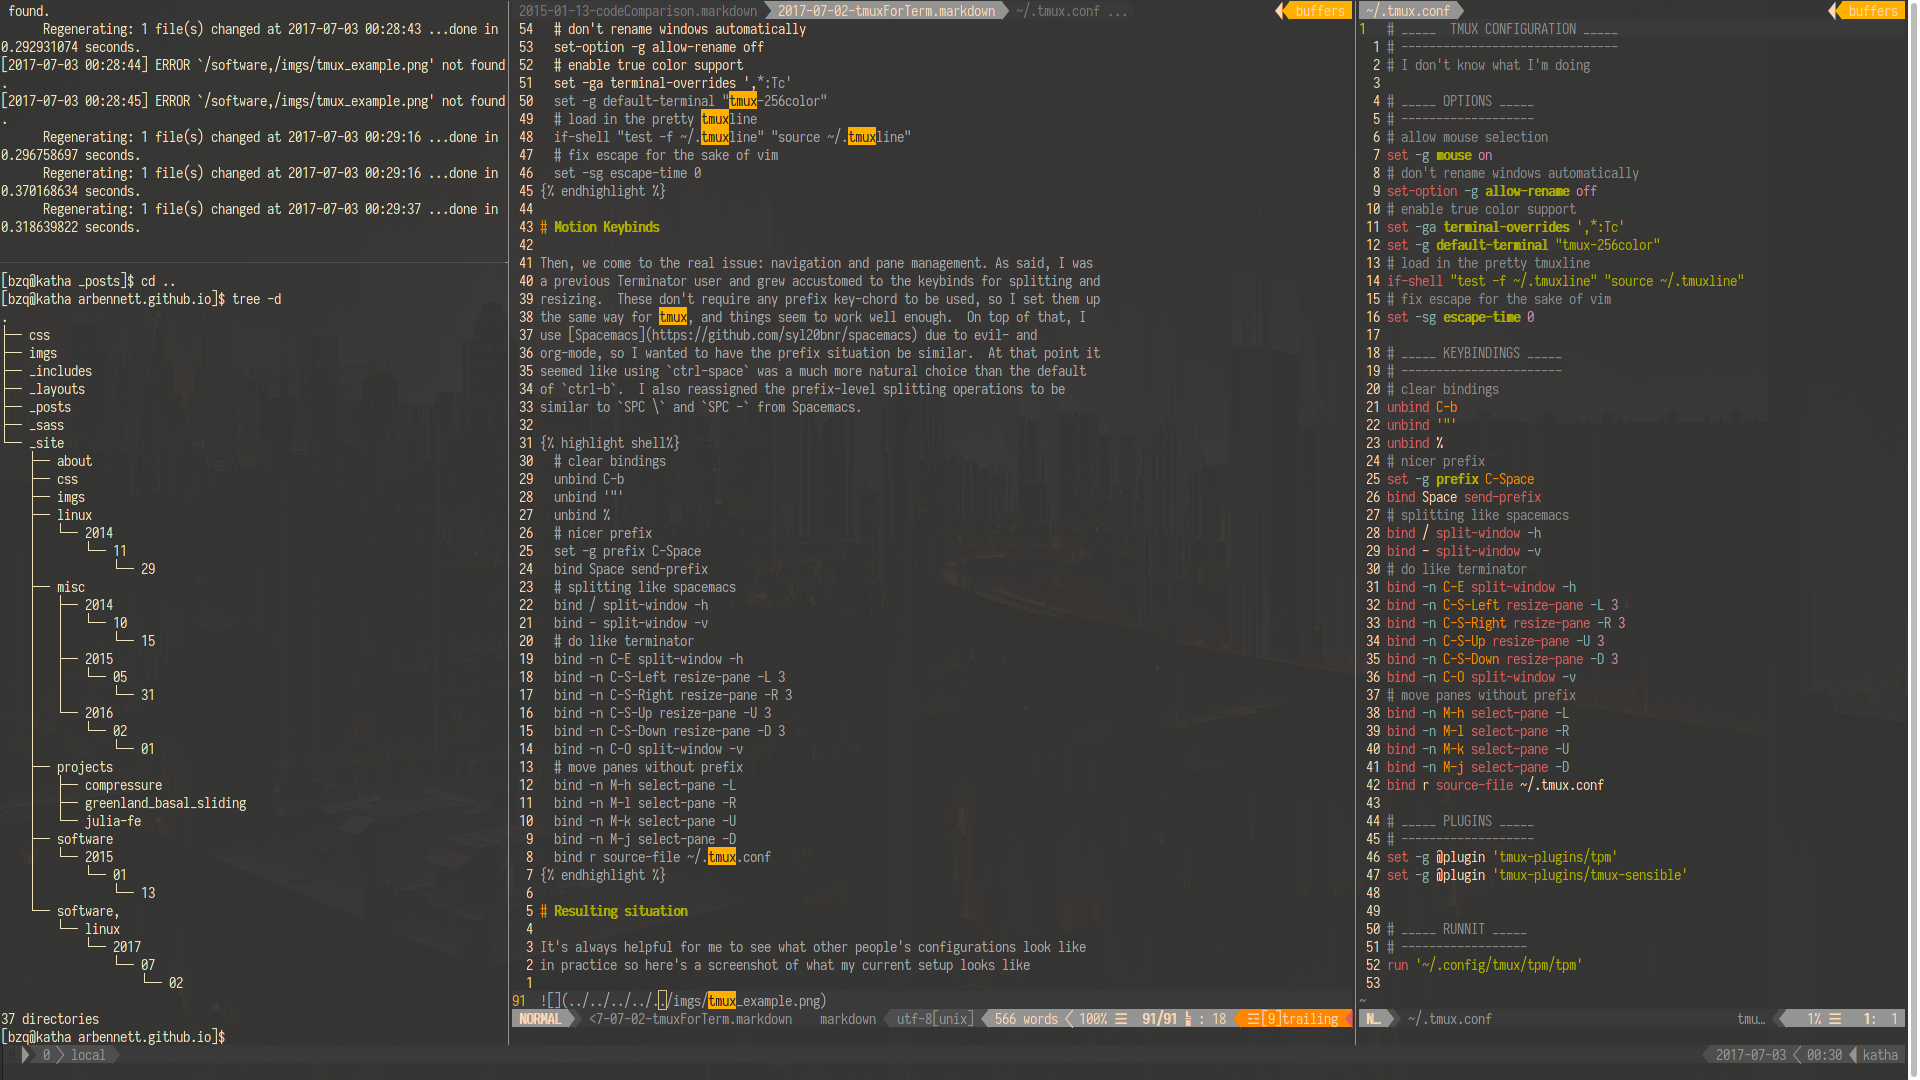 found.
Regenerating: 1 file(s) changed at 2017-07-03 00:28:43 ...done in
0.292931074 seconds.
[2017-07-03 00:28:44] ERROR `/software,/imgs/tmux_example.png' not found
.
[2017-07-03 00:28:45] ERROR `/software,/imgs/tmux_example.png' not found
.
Regenerating: 1 file(s) changed at 2017-07-03 00:29:16 ...done in
0.296758697 seconds.
Regenerating: 1 file(s) changed at 2017-07-03 00:29:16 ...done in
0.370168634 seconds.
Regenerating: 1 file(s) changed at 2017-07-03 00:29:37 ...done in
0.318639822 seconds.
[bzq@katha _posts]$ cd ..
[bzq@katha arbennett.github.io]$ tree -d
.
├── css
├── imgs
├── _includes
├── _layouts
├── _posts
├── _sass
└── _site
    ├── about
    ├── css
    ├── imgs
    ├── linux
    │   └── 2014
    │       └── 11
    │           └── 29
    ├── misc
    │   ├── 2014
    │   │   └── 10
    │   │       └── 15
    │   ├── 2015
    │   │   └── 05
    │   │       └── 31
    │   └── 2016
    │       └── 02
    │           └── 01
    ├── projects
    │   ├── compressure
    │   ├── greenland_basal_sliding
    │   └── julia-fe
    ├── software
    │   └── 2015
    │       └── 01
    │           └── 13
    └── software,
        └── linux
            └── 2017
                └── 07
                    └── 02
37 directories
[bzq@katha arbennett.github.io]$
2015-01-13-codeComparison.markdown 2017-07-02-tmuxForTerm.markdown ~/.tmux.conf ... buffers
54 # don't rename windows automatically
53 set-option -g allow-rename off
52 # enable true color support
51 set -ga terminal-overrides ',*:Tc'
50 set -g default-terminal "tmux-256color"
49 # load in the pretty tmuxline
48 if-shell "test -f ~/.tmuxline" "source ~/.tmuxline"
47 # fix escape for the sake of vim
46 set -sg escape-time 0
45 {% endhighlight %}
44
43 # Motion Keybinds
42
41 Then, we come to the real issue: navigation and pane management. As said, I was
40 a previous Terminator user and grew accustomed to the keybinds for splitting and
39 resizing.  These don't require any prefix key-chord to be used, so I set them up
38 the same way for tmux, and things seem to work well enough.  On top of that, I
37 use [Spacemacs](https://github.com/syl20bnr/spacemacs) due to evil- and
36 org-mode, so I wanted to have the prefix situation be similar.  At that point it
35 seemed like using `ctrl-space` was a much more natural choice than the default
34 of `ctrl-b`.  I also reassigned the prefix-level splitting operations to be
33 similar to `SPC \` and `SPC -` from Spacemacs.
32
31 {% highlight shell%}
30 # clear bindings
29 unbind C-b
28 unbind '"'
27 unbind %
26 # nicer prefix
25 set -g prefix C-Space
24 bind Space send-prefix
23 # splitting like spacemacs
22 bind / split-window -h
21 bind - split-window -v
20 # do like terminator
19 bind -n C-E split-window -h
18 bind -n C-S-Left resize-pane -L 3
17 bind -n C-S-Right resize-pane -R 3
16 bind -n C-S-Up resize-pane -U 3
15 bind -n C-S-Down resize-pane -D 3
14 bind -n C-O split-window -v
13 # move panes without prefix
12 bind -n M-h select-pane -L
11 bind -n M-l select-pane -R
10 bind -n M-k select-pane -U
9 bind -n M-j select-pane -D
8 bind r source-file ~/.tmux.conf
7 {% endhighlight %}
6
5 # Resulting situation
4
3 It's always helpful for me to see what other people's configurations look like
2 in practice so here's a screenshot of what my current setup looks like
1
91 ![](../../../../../imgs/tmux_example.png)
NORMAL <7-07-02-tmuxForTerm.markdown markdown utf-8[unix] 566 words 100% ☰ 91/91 : 18 ☲[9]trailing
~/.tmux.conf buffers
1 # _____  TMUX CONFIGURATION _____
1 # -------------------------------
2 # I don't know what I'm doing
3
4 # _____ OPTIONS _____
5 # -------------------
6 # allow mouse selection
7 set -g mouse on
8 # don't rename windows automatically
9 set-option -g allow-rename off
10 # enable true color support
11 set -ga terminal-overrides ',*:Tc'
12 set -g default-terminal "tmux-256color"
13 # load in the pretty tmuxline
14 if-shell "test -f ~/.tmuxline" "source ~/.tmuxline"
15 # fix escape for the sake of vim
16 set -sg escape-time 0
17
18 # _____ KEYBINDINGS _____
19 # -----------------------
20 # clear bindings
21 unbind C-b
22 unbind '"'
23 unbind %
24 # nicer prefix
25 set -g prefix C-Space
26 bind Space send-prefix
27 # splitting like spacemacs
28 bind / split-window -h
29 bind - split-window -v
30 # do like terminator
31 bind -n C-E split-window -h
32 bind -n C-S-Left resize-pane -L 3
33 bind -n C-S-Right resize-pane -R 3
34 bind -n C-S-Up resize-pane -U 3
35 bind -n C-S-Down resize-pane -D 3
36 bind -n C-O split-window -v
37 # move panes without prefix
38 bind -n M-h select-pane -L
39 bind -n M-l select-pane -R
40 bind -n M-k select-pane -U
41 bind -n M-j select-pane -D
42 bind r source-file ~/.tmux.conf
43
44 # _____ PLUGINS _____
45 # -------------------
46 set -g @plugin 'tmux-plugins/tpm'
47 set -g @plugin 'tmux-plugins/tmux-sensible'
48
49
50 # _____ RUNNIT _____
51 # ------------------
52 run '~/.config/tmux/tpm/tpm'
53
~
N… ~/.tmux.conf tmu… 1% ☰ 1: 1
0 local 2017-07-03 00:30 katha